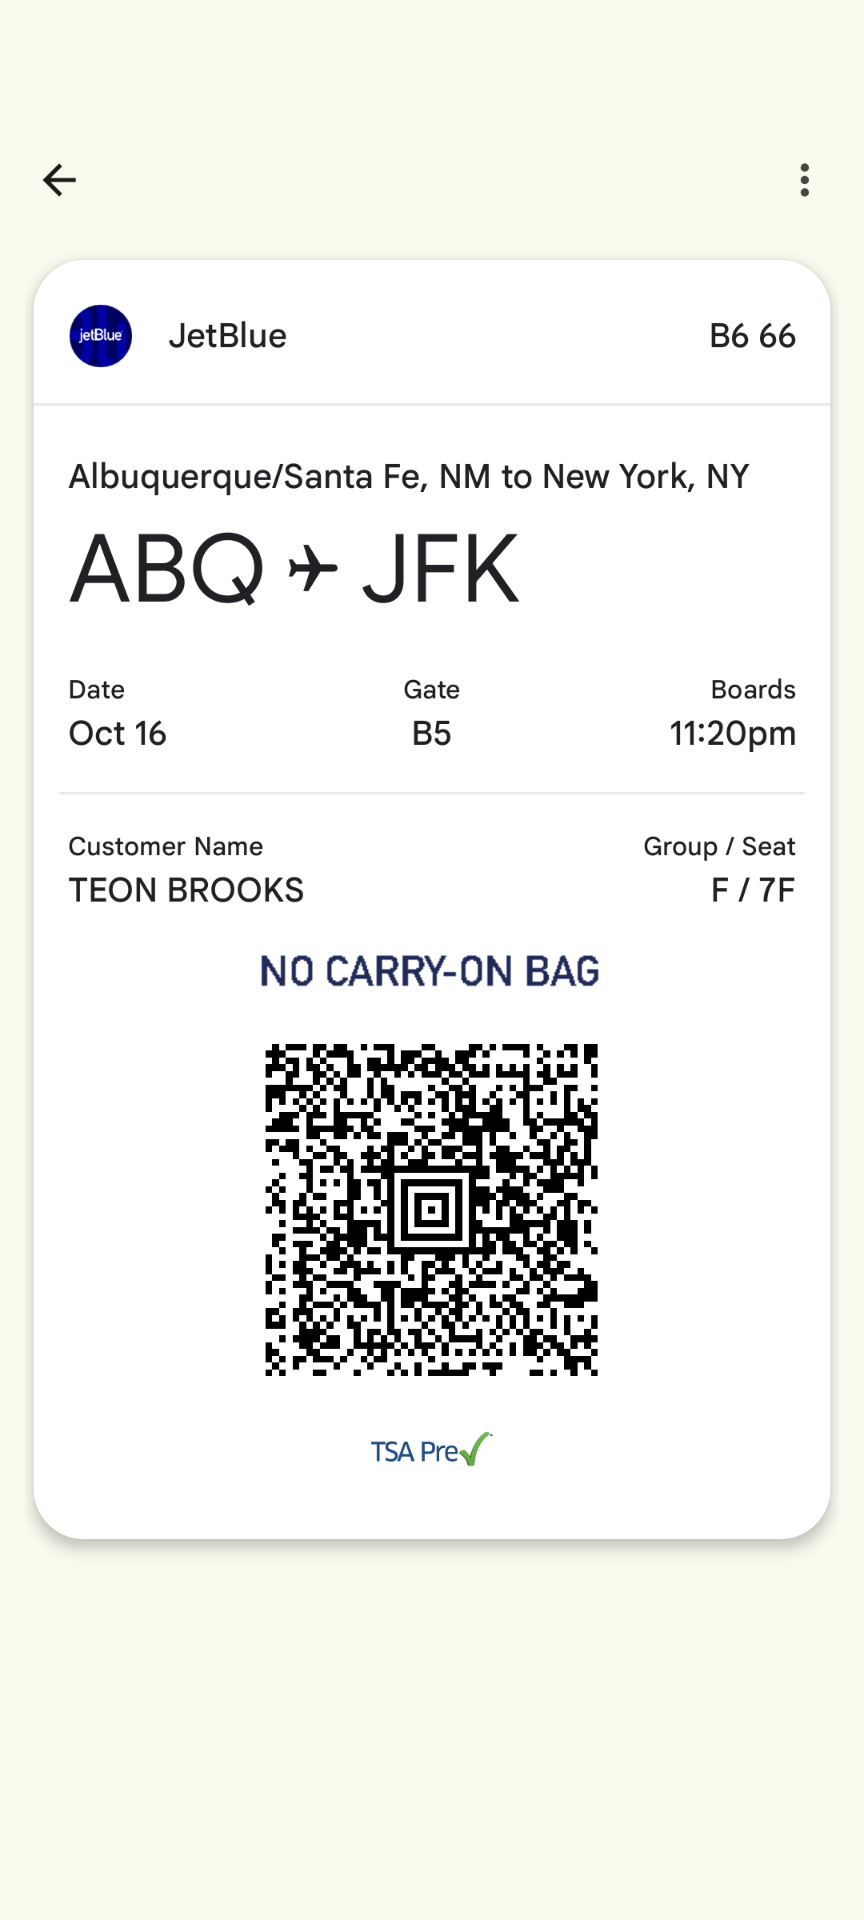 jetBlue
JetBlue
B6 66
Albuquerque/Santa Fe, NM to New York, NY
ABQ JFK
Date Gate Boards
Oct 16 B5 11:20pm
Customer Name Group / Seat
TEON BROOKS F / 7F
NO CARRY-ON BAG
TSA Pre